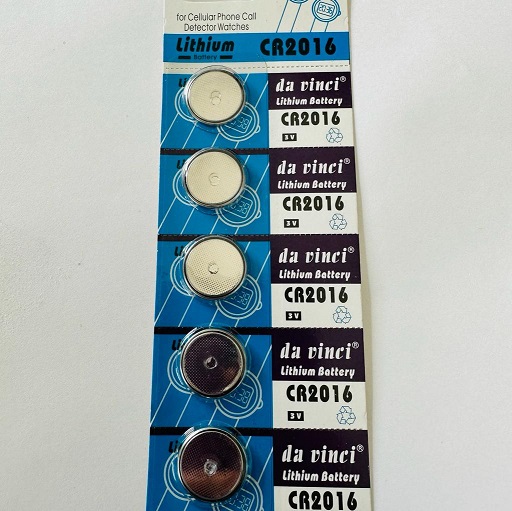 for Cellular Phone Call
Detector Watches
Lithium CR2016
Battery
da vinci®
Lithium Battery
CR2016
3V
da vinci®
Lithium Battery
CR2016
3V
da vinci®
Lithium Battery
CR2016
3V
da vinci®
Lithium Battery
CR2016
3V
da vinci®
Lithium Battery
CR2016